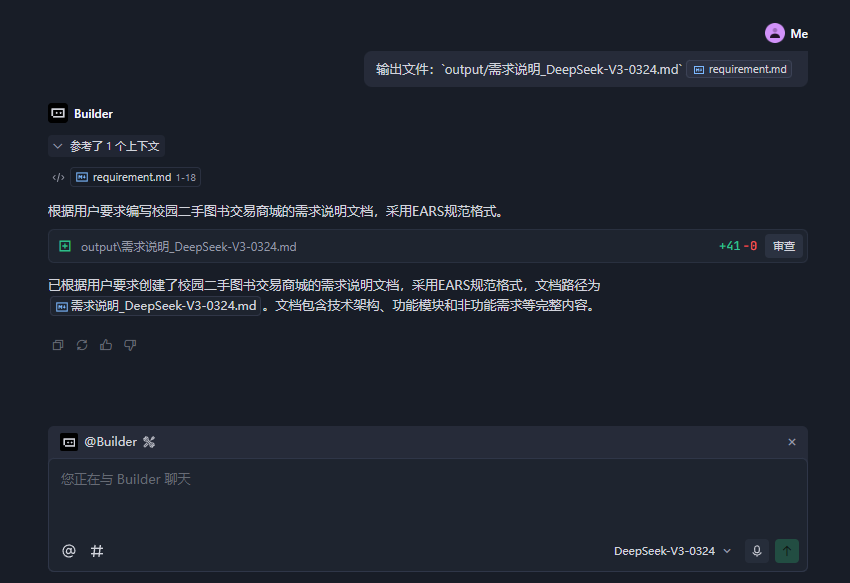 Me
输出文件：`output/需求说明_DeepSeek-V3-0324.md` requirement.md
Builder
参考了 1 个上下文
requirement.md 1-18
根据用户要求编写校园二手图书交易商城的需求说明文档，采用EARS规范格式。
output\需求说明_DeepSeek-V3-0324.md +41 -0 审查
已根据用户要求创建了校园二手图书交易商城的需求说明文档，采用EARS规范格式，文档路径为
需求说明_DeepSeek-V3-0324.md 。文档包含技术架构、功能模块和非功能需求等完整内容。
@Builder
您正在与 Builder 聊天
DeepSeek-V3-0324